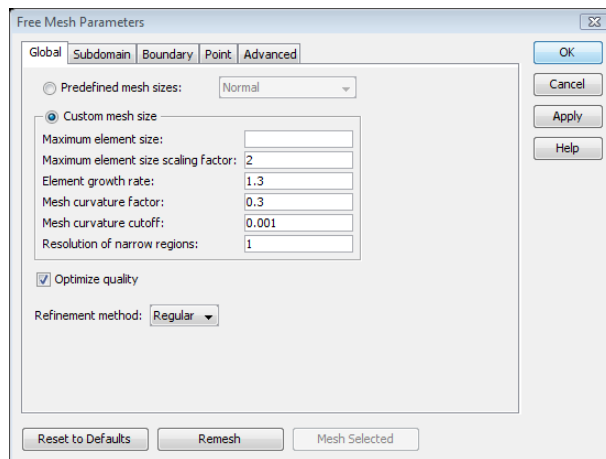 Free Mesh Parameters
Global Subdomain Boundary Point Advanced
OK
Predefined mesh sizes: Normal
Cancel
Custom mesh size
Apply
Maximum element size:
Help
Maximum element size scaling factor: 2
Element growth rate: 1.3
Mesh curvature factor: 0.3
Mesh curvature cutoff: 0.001
Resolution of narrow regions: 1
Optimize quality
Refinement method: Regular
Reset to Defaults Remesh Mesh Selected